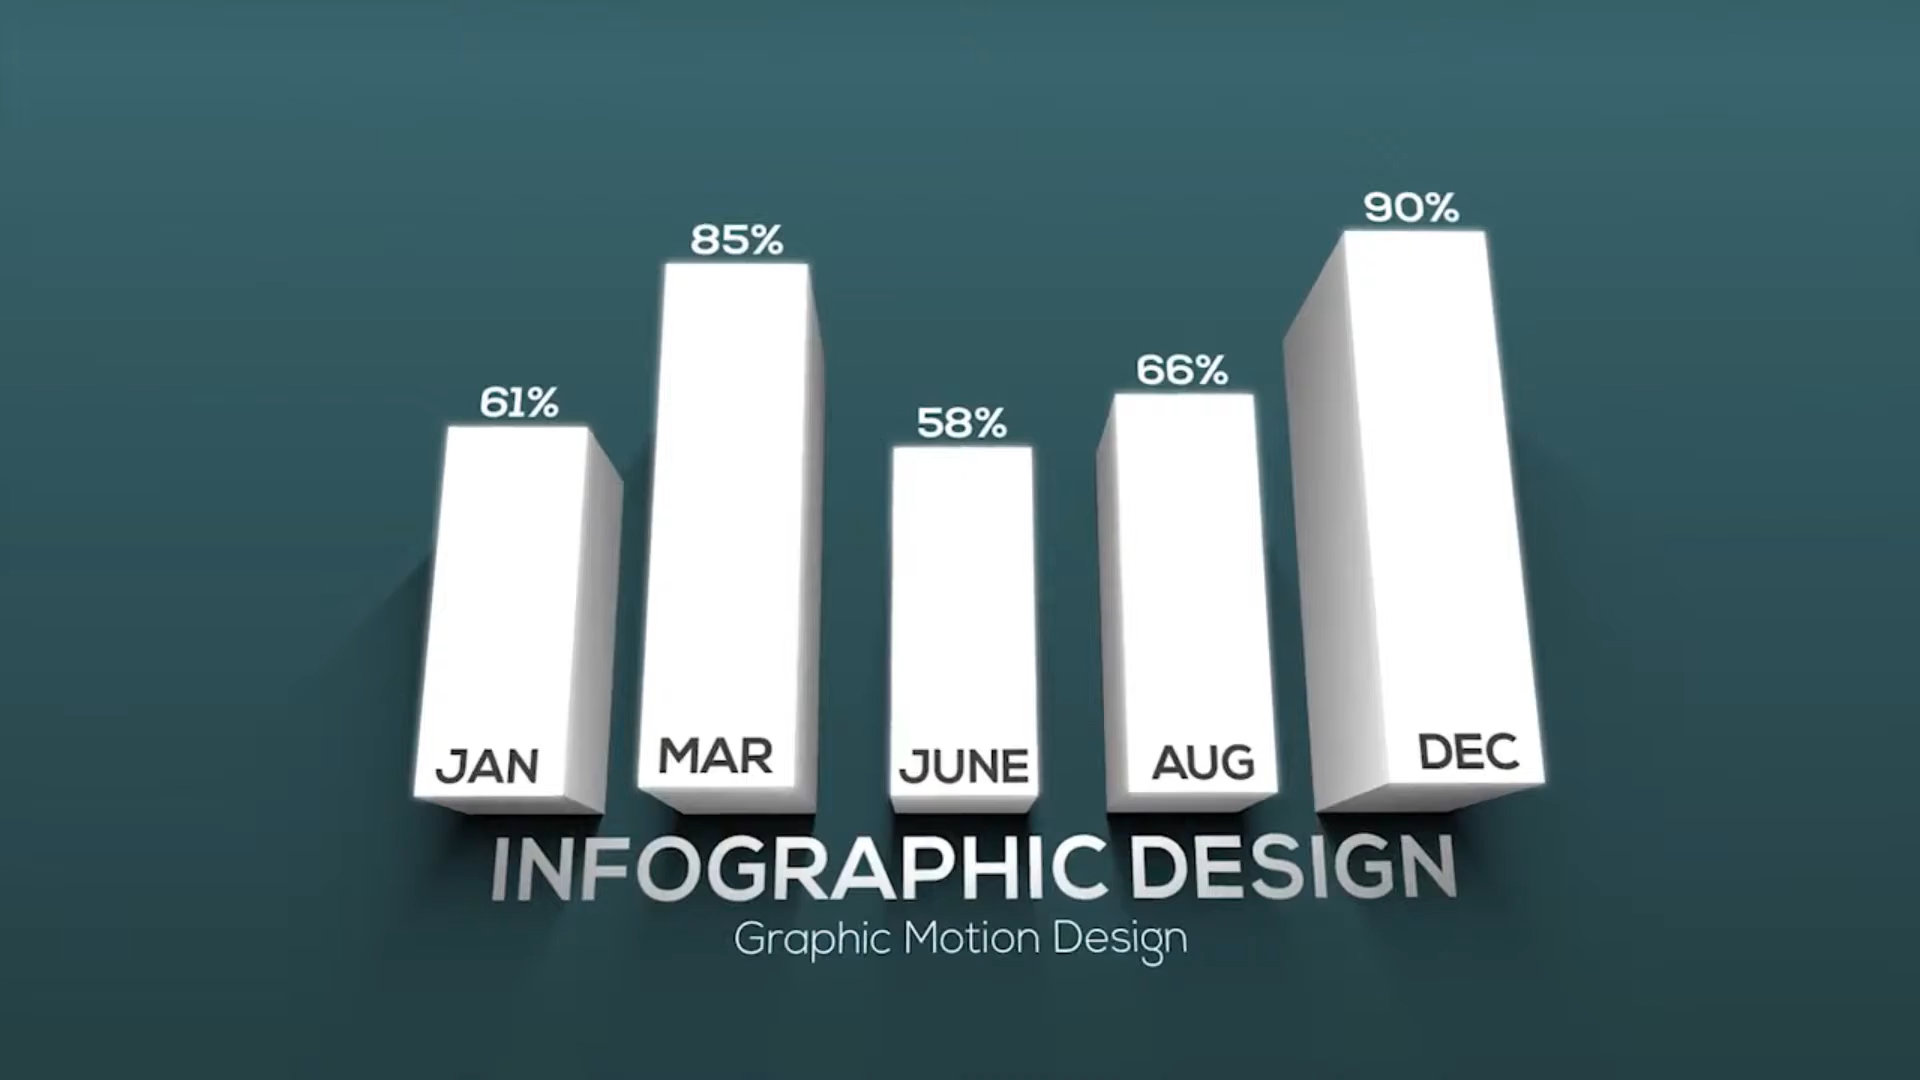 61%
85%
58%
66%
90%
JAN
MAR
JUNE
AUG
DEC
INFOGRAPHIC DESIGN
Graphic Motion Design